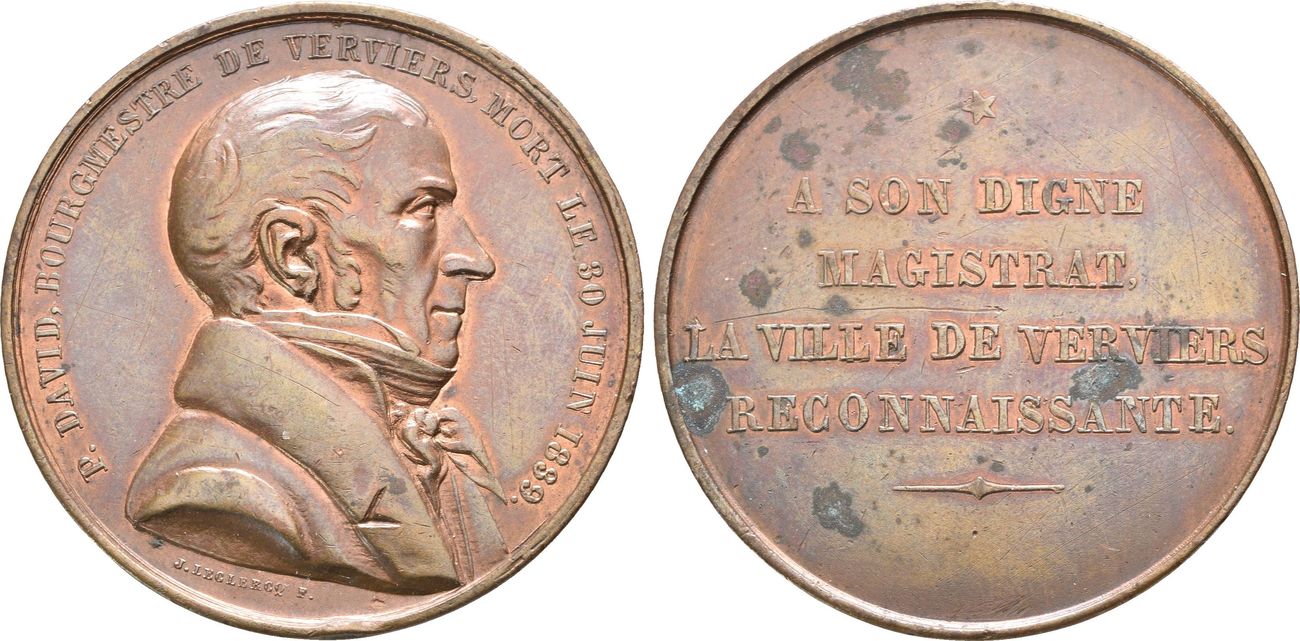 P. DAVID, BOURGMESTRE DE VERVIERS, MORT LE 30 JUIN 1839.
J. LECLERCQ F.
A SON DIGNE
MAGISTRAT,
LA VILLE DE VERVIERS
RECONNAISSANTE.